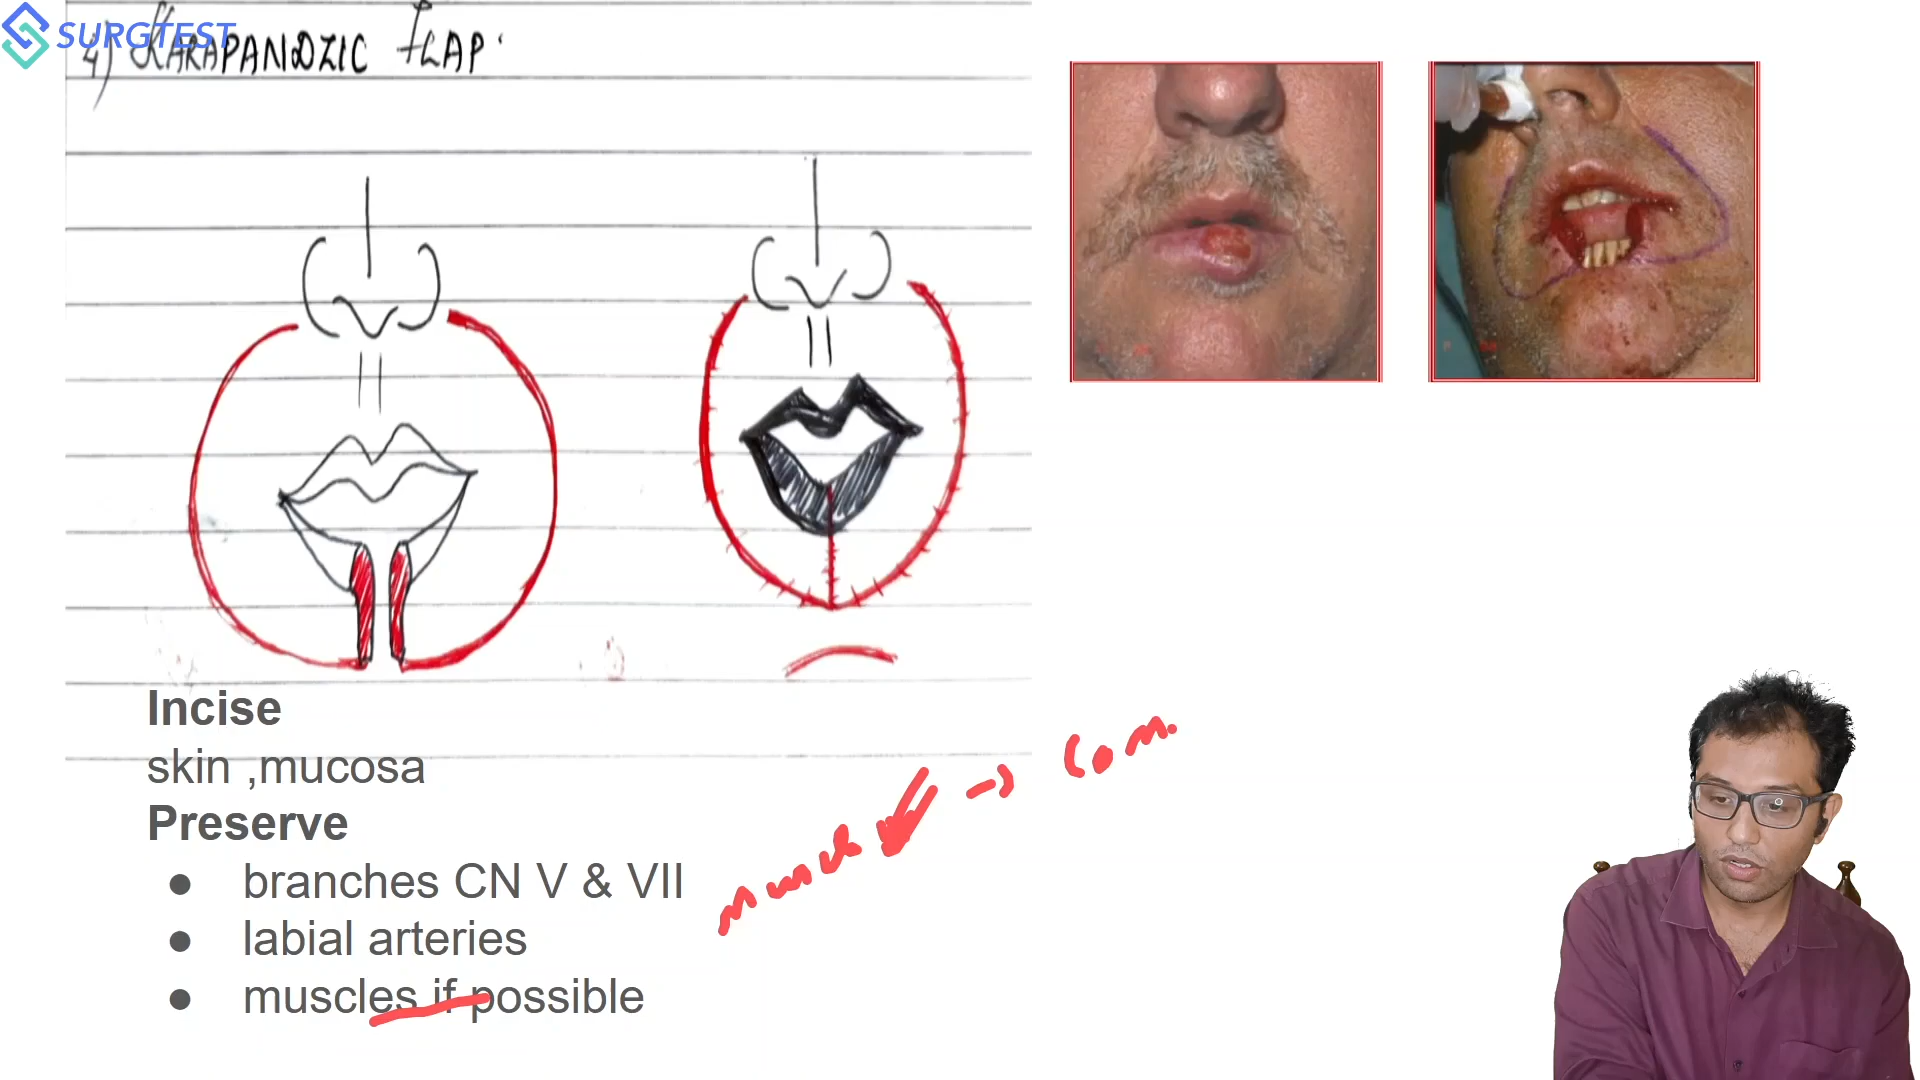 SURGTEST
4) KARAPANDZIC FLAP.
Incise
skin ,mucosa
Preserve
● branches CN V & VII
● labial arteries
● muscles if possible
muscle → Com.